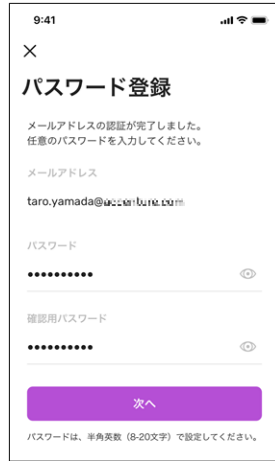 9:41
パスワード登録
メールアドレスの認証が完了しました。
任意のパスワードを入力してください。
メールアドレス
taro.yamada@
パスワード
••••••••••
確認用パスワード
••••••••••
次へ
パスワードは、半角英数（8-20文字）で設定してください。